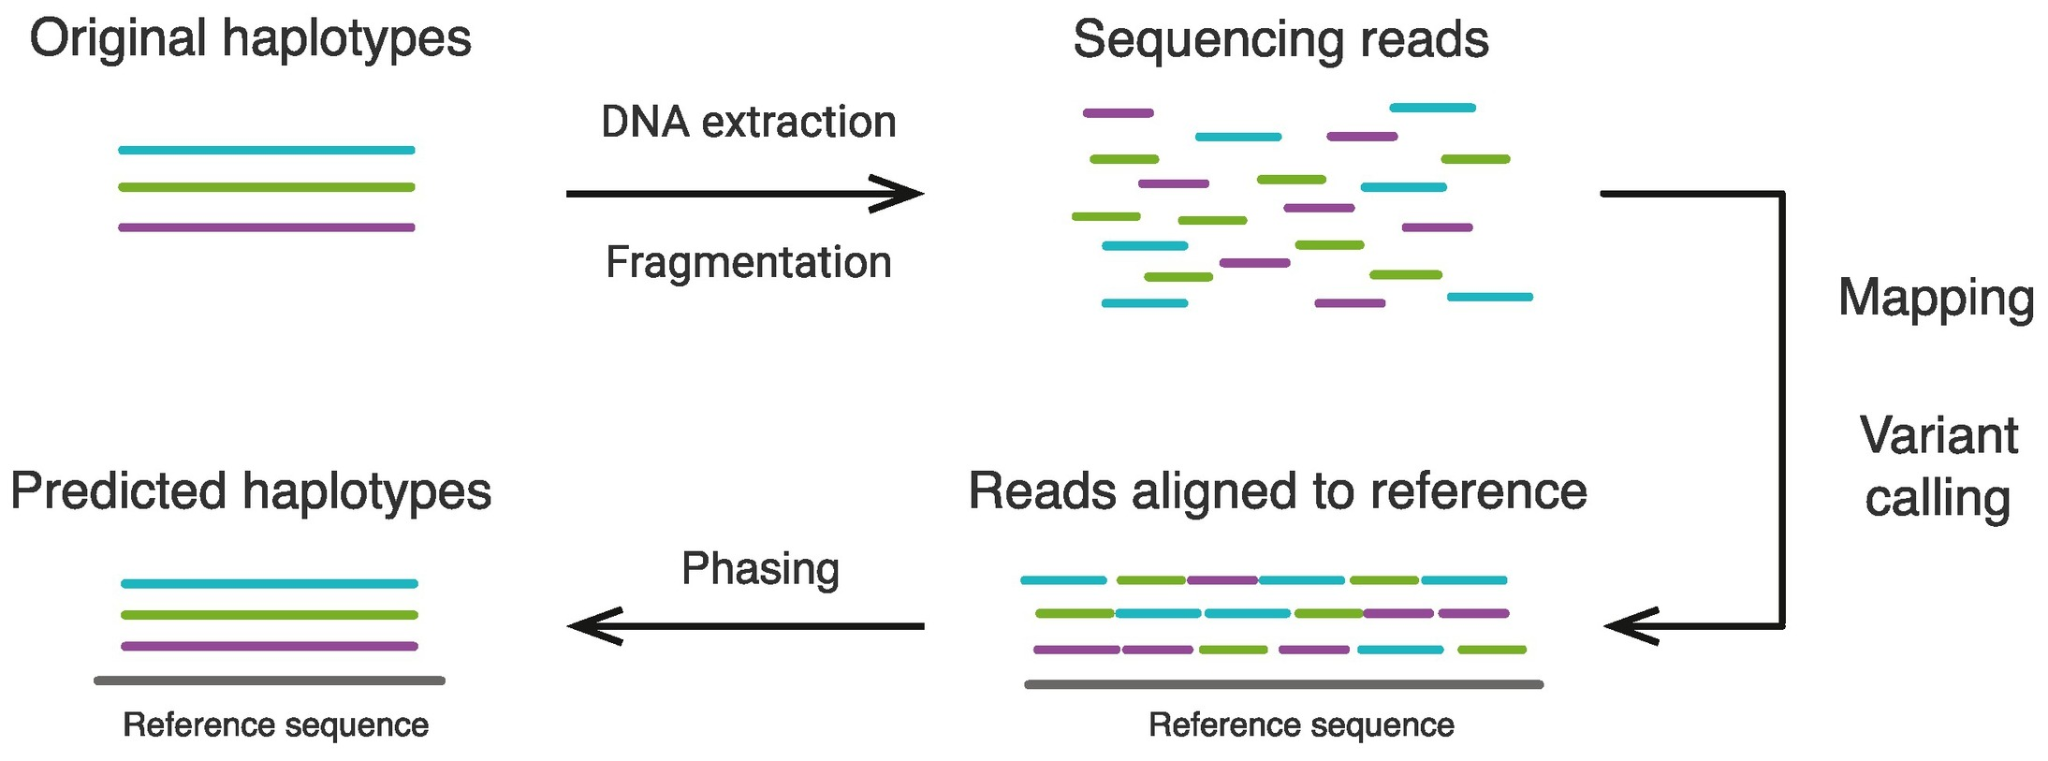 Original haplotypes
DNA extraction
Fragmentation
Sequencing reads
Mapping
Variant
calling
Reads aligned to reference
Reference sequence
Phasing
Predicted haplotypes
Reference sequence